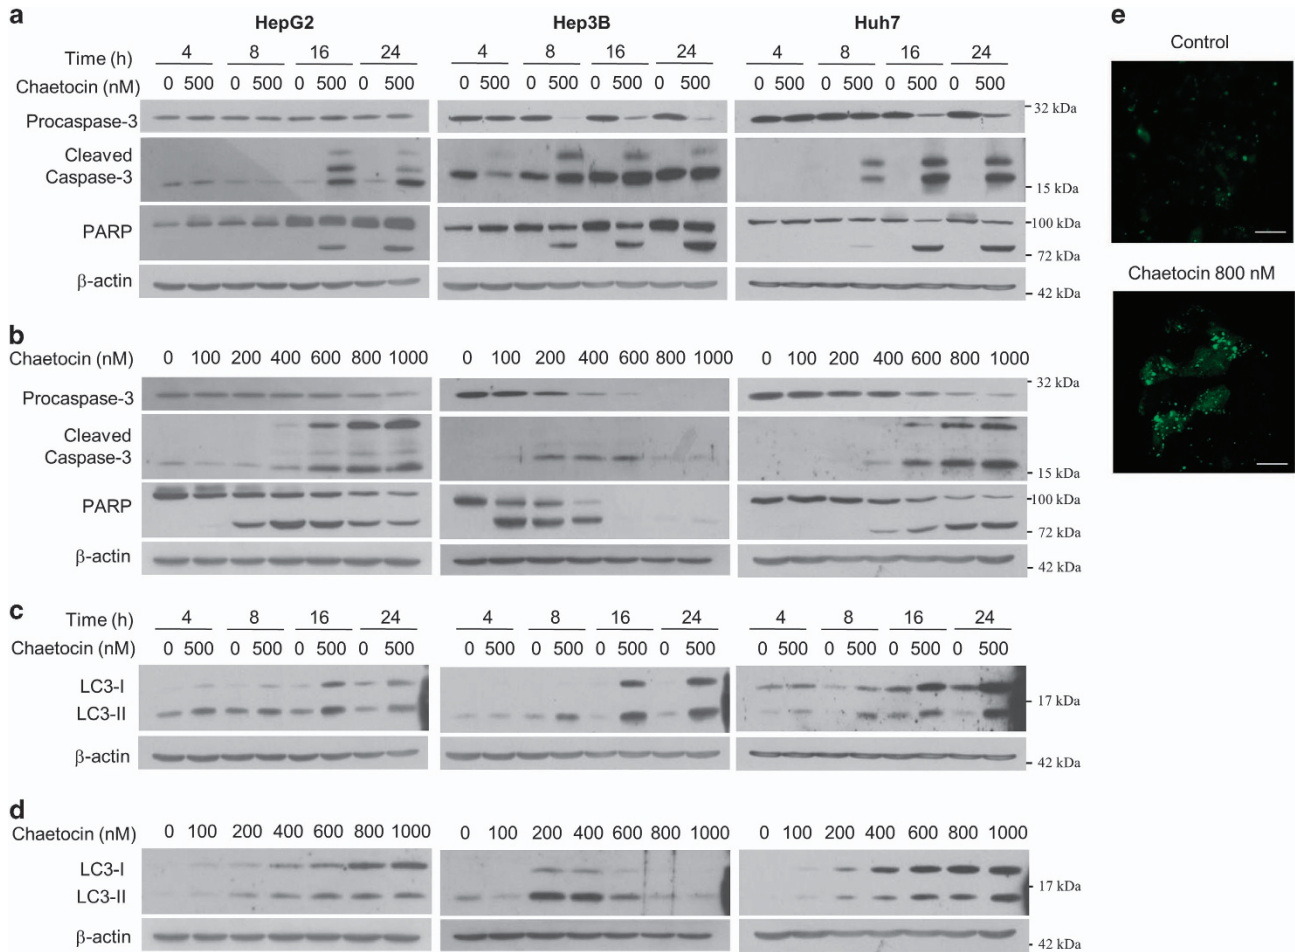 a
HepG2 Hep3B Huh7
Time (h) 4 8 16 24 4 8 16 24 4 8 16 24
Chaetocin (nM) 0 500 0 500 0 500 0 500 0 500 0 500 0 500 0 500 0 500 0 500 0 500 0 500
Procaspase-3 32 kDa
Cleaved
Caspase-3 15 kDa
PARP 100 kDa
72 kDa
β-actin 42 kDa
b
Chaetocin (nM) 0 100 200 400 600 800 1000 0 100 200 400 600 800 1000 0 100 200 400 600 800 1000
Procaspase-3 32 kDa
Cleaved
Caspase-3 15 kDa
PARP 100 kDa
72 kDa
β-actin 42 kDa
c
Time (h) 4 8 16 24 4 8 16 24 4 8 16 24
Chaetocin (nM) 0 500 0 500 0 500 0 500 0 500 0 500 0 500 0 500 0 500 0 500 0 500 0 500
LC3-I 17 kDa
LC3-II
β-actin 42 kDa
d
Chaetocin (nM) 0 100 200 400 600 800 1000 0 100 200 400 600 800 1000 0 100 200 400 600 800 1000
LC3-I
LC3-II 17 kDa
β-actin 42 kDa
e
Control
Chaetocin 800 nM